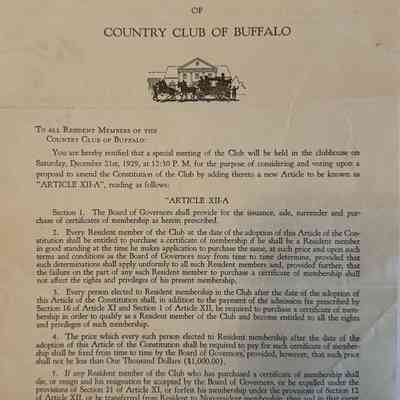 OF
COUNTRY CLUB OF BUFFALO
TO ALL RESIDENT MEMBERS OF THE
COUNTRY CLUB OF BUFFALO:
You are hereby notified that a special meeting of the Club will be held in the clubhouse on
Saturday, December 21st, 1929, at 12:30 P. M. for the purpose of considering and voting upon a
proposal to amend the Constitution of the Club by adding thereto a new Article to be known as
"ARTICLE XII-A", reading as follows:
"ARTICLE XII-A
Section 1. The Board of Governors shall provide for the issuance, sale, surrender and pur-
chase of certificates of membership as herein prescribed.
2. Every Resident member of the Club at the date of the adoption of this Article of the Con-
stitution shall be entitled to purchase a certificate of membership if he shall be a Resident member
in good standing at the time he makes application to purchase the same, at such price and upon such
terms and conditions as the Board of Governors may from time to time determine, provided that
such determinations shall apply uniformly to all such Resident members and, provided further, that
the failure on the part of any such Resident member to purchase a certificate of membership shall
not affect the rights and privileges of his present membership.
3. Every person elected to Resident membership in the Club after the date of the adoption of
this Article of the Constitution shall, in addition to the payment of the admission fee prescribed by
Section 16 of Article XI and Section 1 of Article XII, be required to purchase a certificate of mem-
bership in order to qualify as a Resident member of the Club and become entitled to all the rights
and privileges of such membership.
4. The price which every such person elected to Resident membership after the date of the
adoption of this Article of the Constitution shall be required to pay for such certificate of member-
ship shall be fixed from time to time by the Board of Governors, provided, however, that such price
shall not be less than One Thousand Dollars ($1,000.00).
5. If any Resident member of the Club who has purchased a certificate of membership shall
die, or resign and his resignation be accepted by the Board of Governors, or be expelled under the
provisions of Section 21 of Article XI, or forfeit his membership under the provisions of Section 12
of Article XII, or be transferred from Resident to Nonresident membership, then and in that event